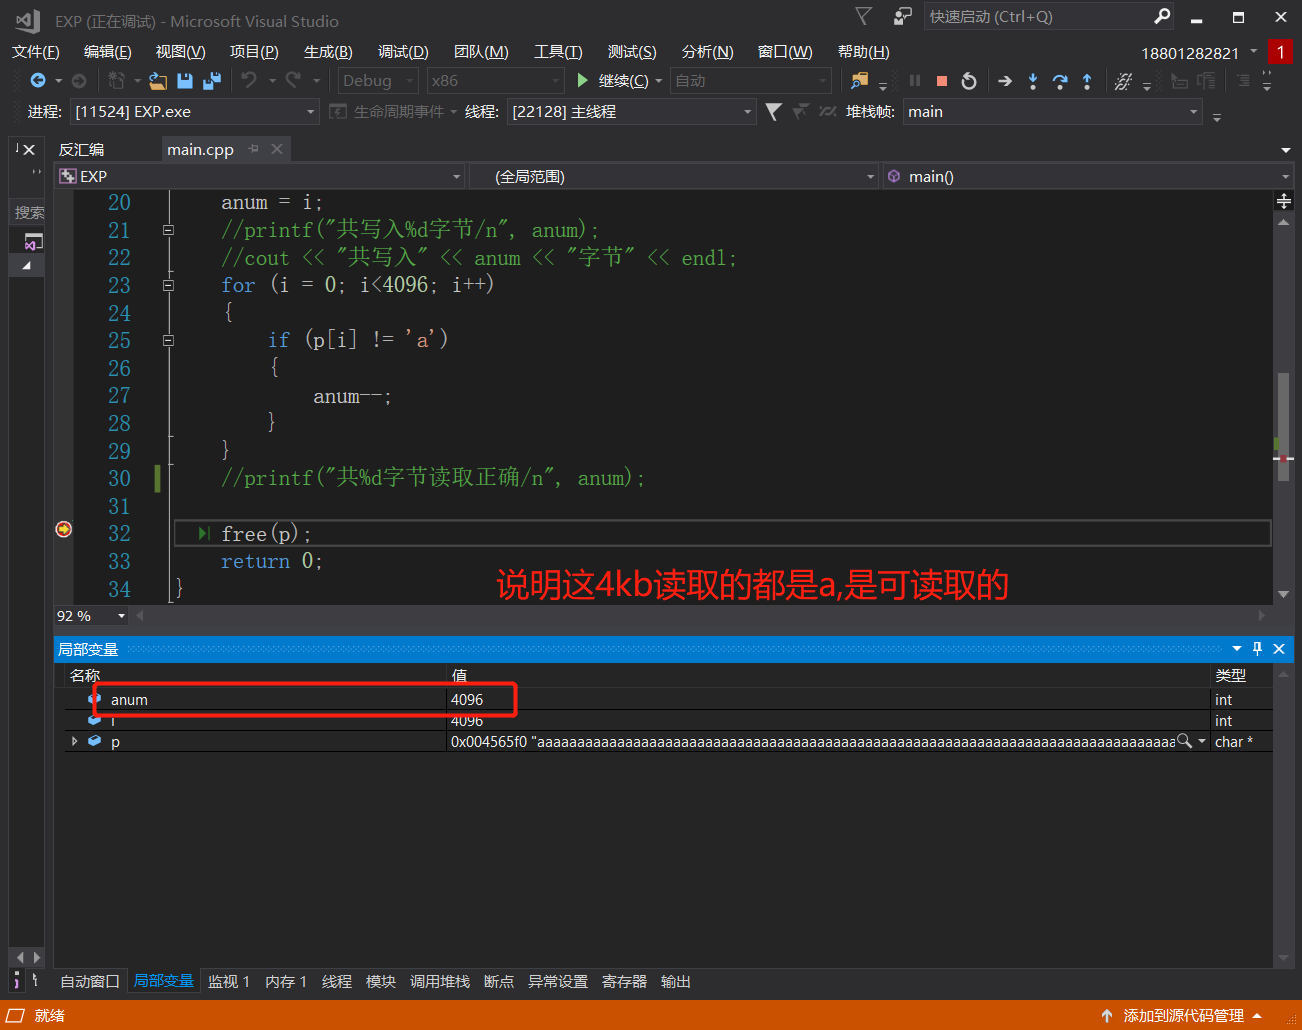 EXP (正在调试) - Microsoft Visual Studio
快速启动 (Ctrl+Q)
文件(F) 编辑(E) 视图(V) 项目(P) 生成(B) 调试(D) 团队(M) 工具(T) 测试(S) 分析(N) 窗口(W) 帮助(H) 18801282821 1
Debug x86 继续(C) 自动
进程: [11524] EXP.exe 生命周期事件 线程: [22128] 主线程 堆栈帧: main
反汇编 main.cpp
EXP (全局范围) main()
搜索
20 anum = i;
21 //printf("共写入%d字节/n", anum);
22 //cout << "共写入" << anum << "字节" << endl;
23 for (i = 0; i<4096; i++)
24 {
25 if (p[i] != 'a')
26 {
27 anum--;
28 }
29 }
30 //printf("共%d字节读取正确/n", anum);
31
32 free(p);
33 return 0;
34 }
说明这4kb读取的都是a,是可读取的
92 %
局部变量
名称 值 类型
anum 4096 int
i 4096 int
p 0x004565f0 "aaaaaaaaaaaaaaaaaaaaaaaaaaaaaaaaaaaaaaaaaaaaaaaaaaaaaaaaaaaaaaaaaaaaaaaaaaaaaaaa char *
自动窗口 局部变量 监视 1 内存 1 线程 模块 调用堆栈 断点 异常设置 寄存器 输出
就绪 添加到源代码管理